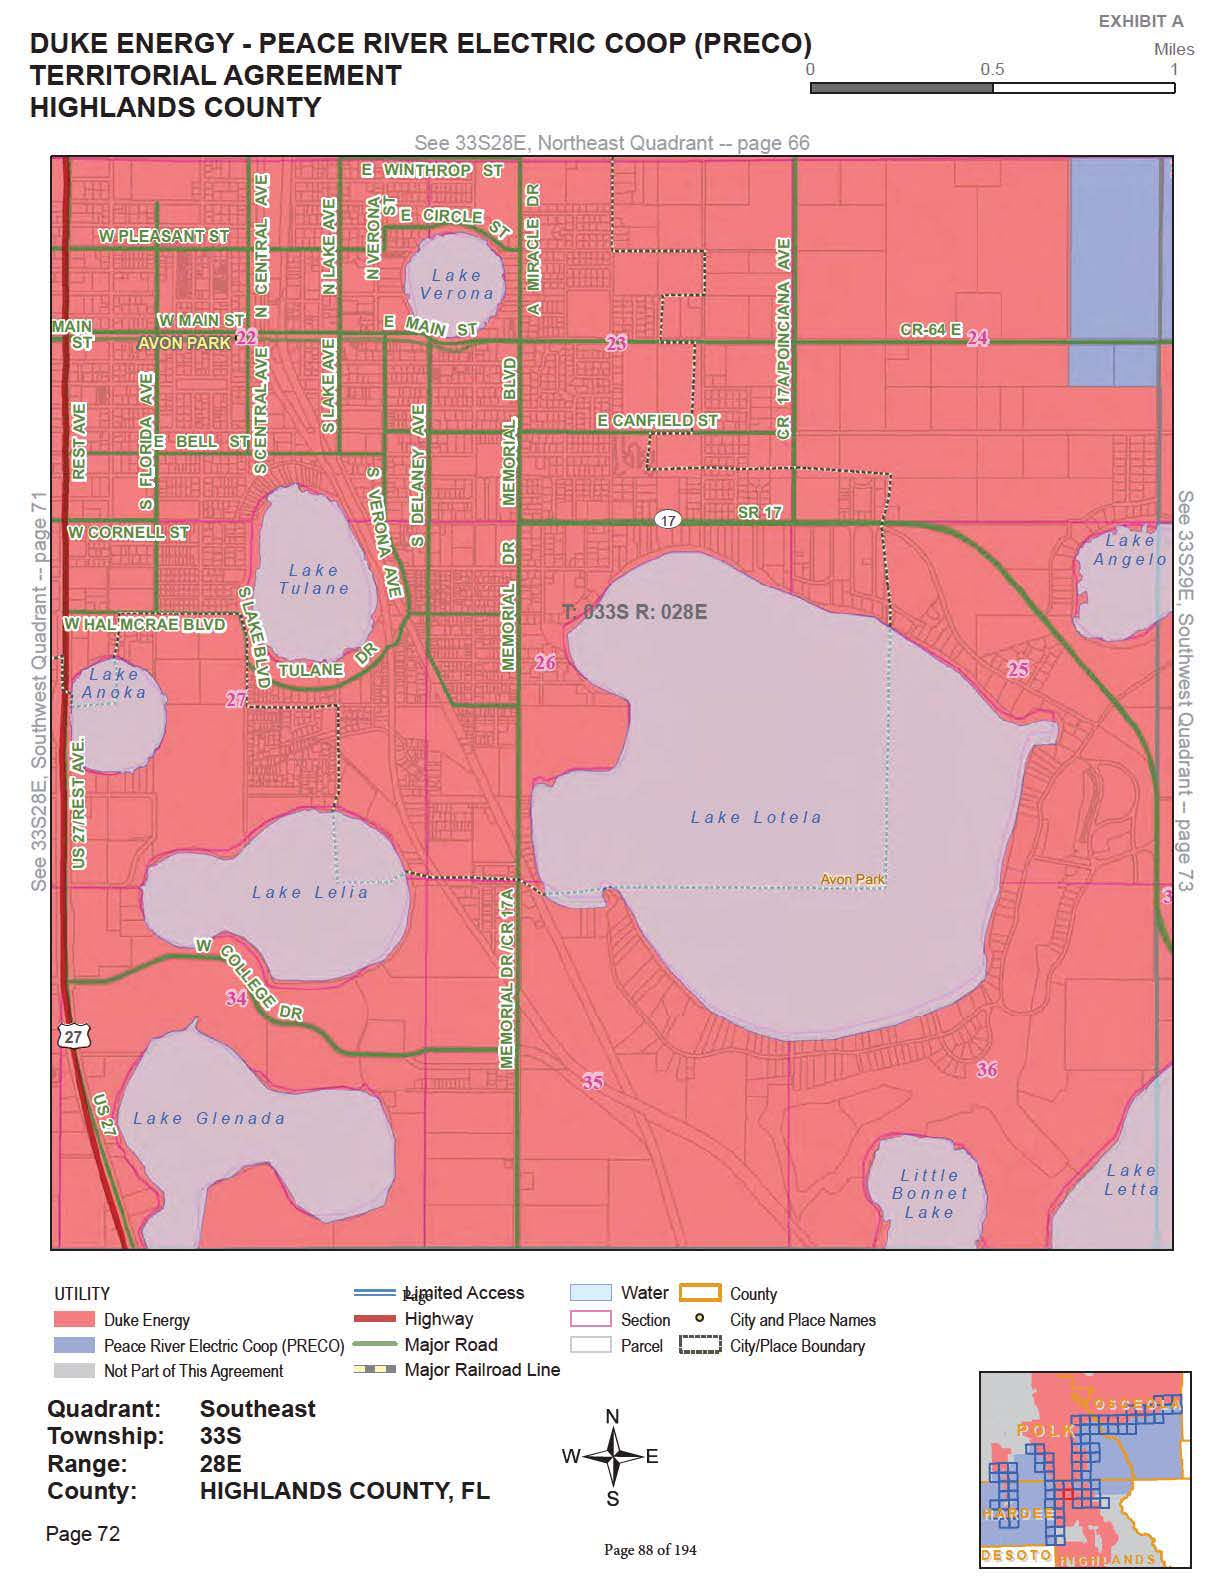 EXHIBIT A
DUKE ENERGY - PEACE RIVER ELECTRIC COOP (PRECO)
TERRITORIAL AGREEMENT
HIGHLANDS COUNTY
Miles
0 0.5 1
See 33S28E, Northeast Quadrant -- page 66
See 33S28E, Southwest Quadrant -- page 71
See 33S29E, Southwest Quadrant -- page 73
E WINTHROP ST
N CENTRAL AVE
N LAKE AVE
N VERONA ST
E CIRCLE ST
A MIRACLE DR
W PLEASANT ST
CR 17A/POINCIANA AVE
Lake
Verona
W MAIN ST
E MAIN ST
MAIN
ST
AVON PARK
22
23
CR-64 E
24
REST AVE
S FLORIDA AVE
S CENTRAL AVE
S LAKE AVE
S DELANEY AVE
MEMORIAL BLVD
E CANFIELD ST
E BELL ST
S VERONA AVE
17
SR 17
W CORNELL ST
Lake
Tulane
Lake
Angelo
MEMORIAL DR
T: 033S R: 028E
W HAL MCRAE BLVD
S LAKE BLVD
TULANE DR
26
25
Lake
Anoka
27
US 27/REST AVE.
Lake Lotela
Avon Park
Lake Lelia
3
MEMORIAL DR /CR 17A
W COLLEGE DR
34
27
35
36
US 27
Lake Glenada
Little
Bonnet
Lake
Lake
Letta
UTILITY
Duke Energy
Peace River Electric Coop (PRECO)
Not Part of This Agreement
Limited Access
Page
Highway
Major Road
Major Railroad Line
Water
Section
Parcel
County
City and Place Names
City/Place Boundary
Quadrant: Southeast
Township: 33S
Range: 28E
County: HIGHLANDS COUNTY, FL
Page 72
N
W E
S
Page 88 of 194
OSCEOLA
POLK
HARDEE
DESOTO
HIGHLANDS